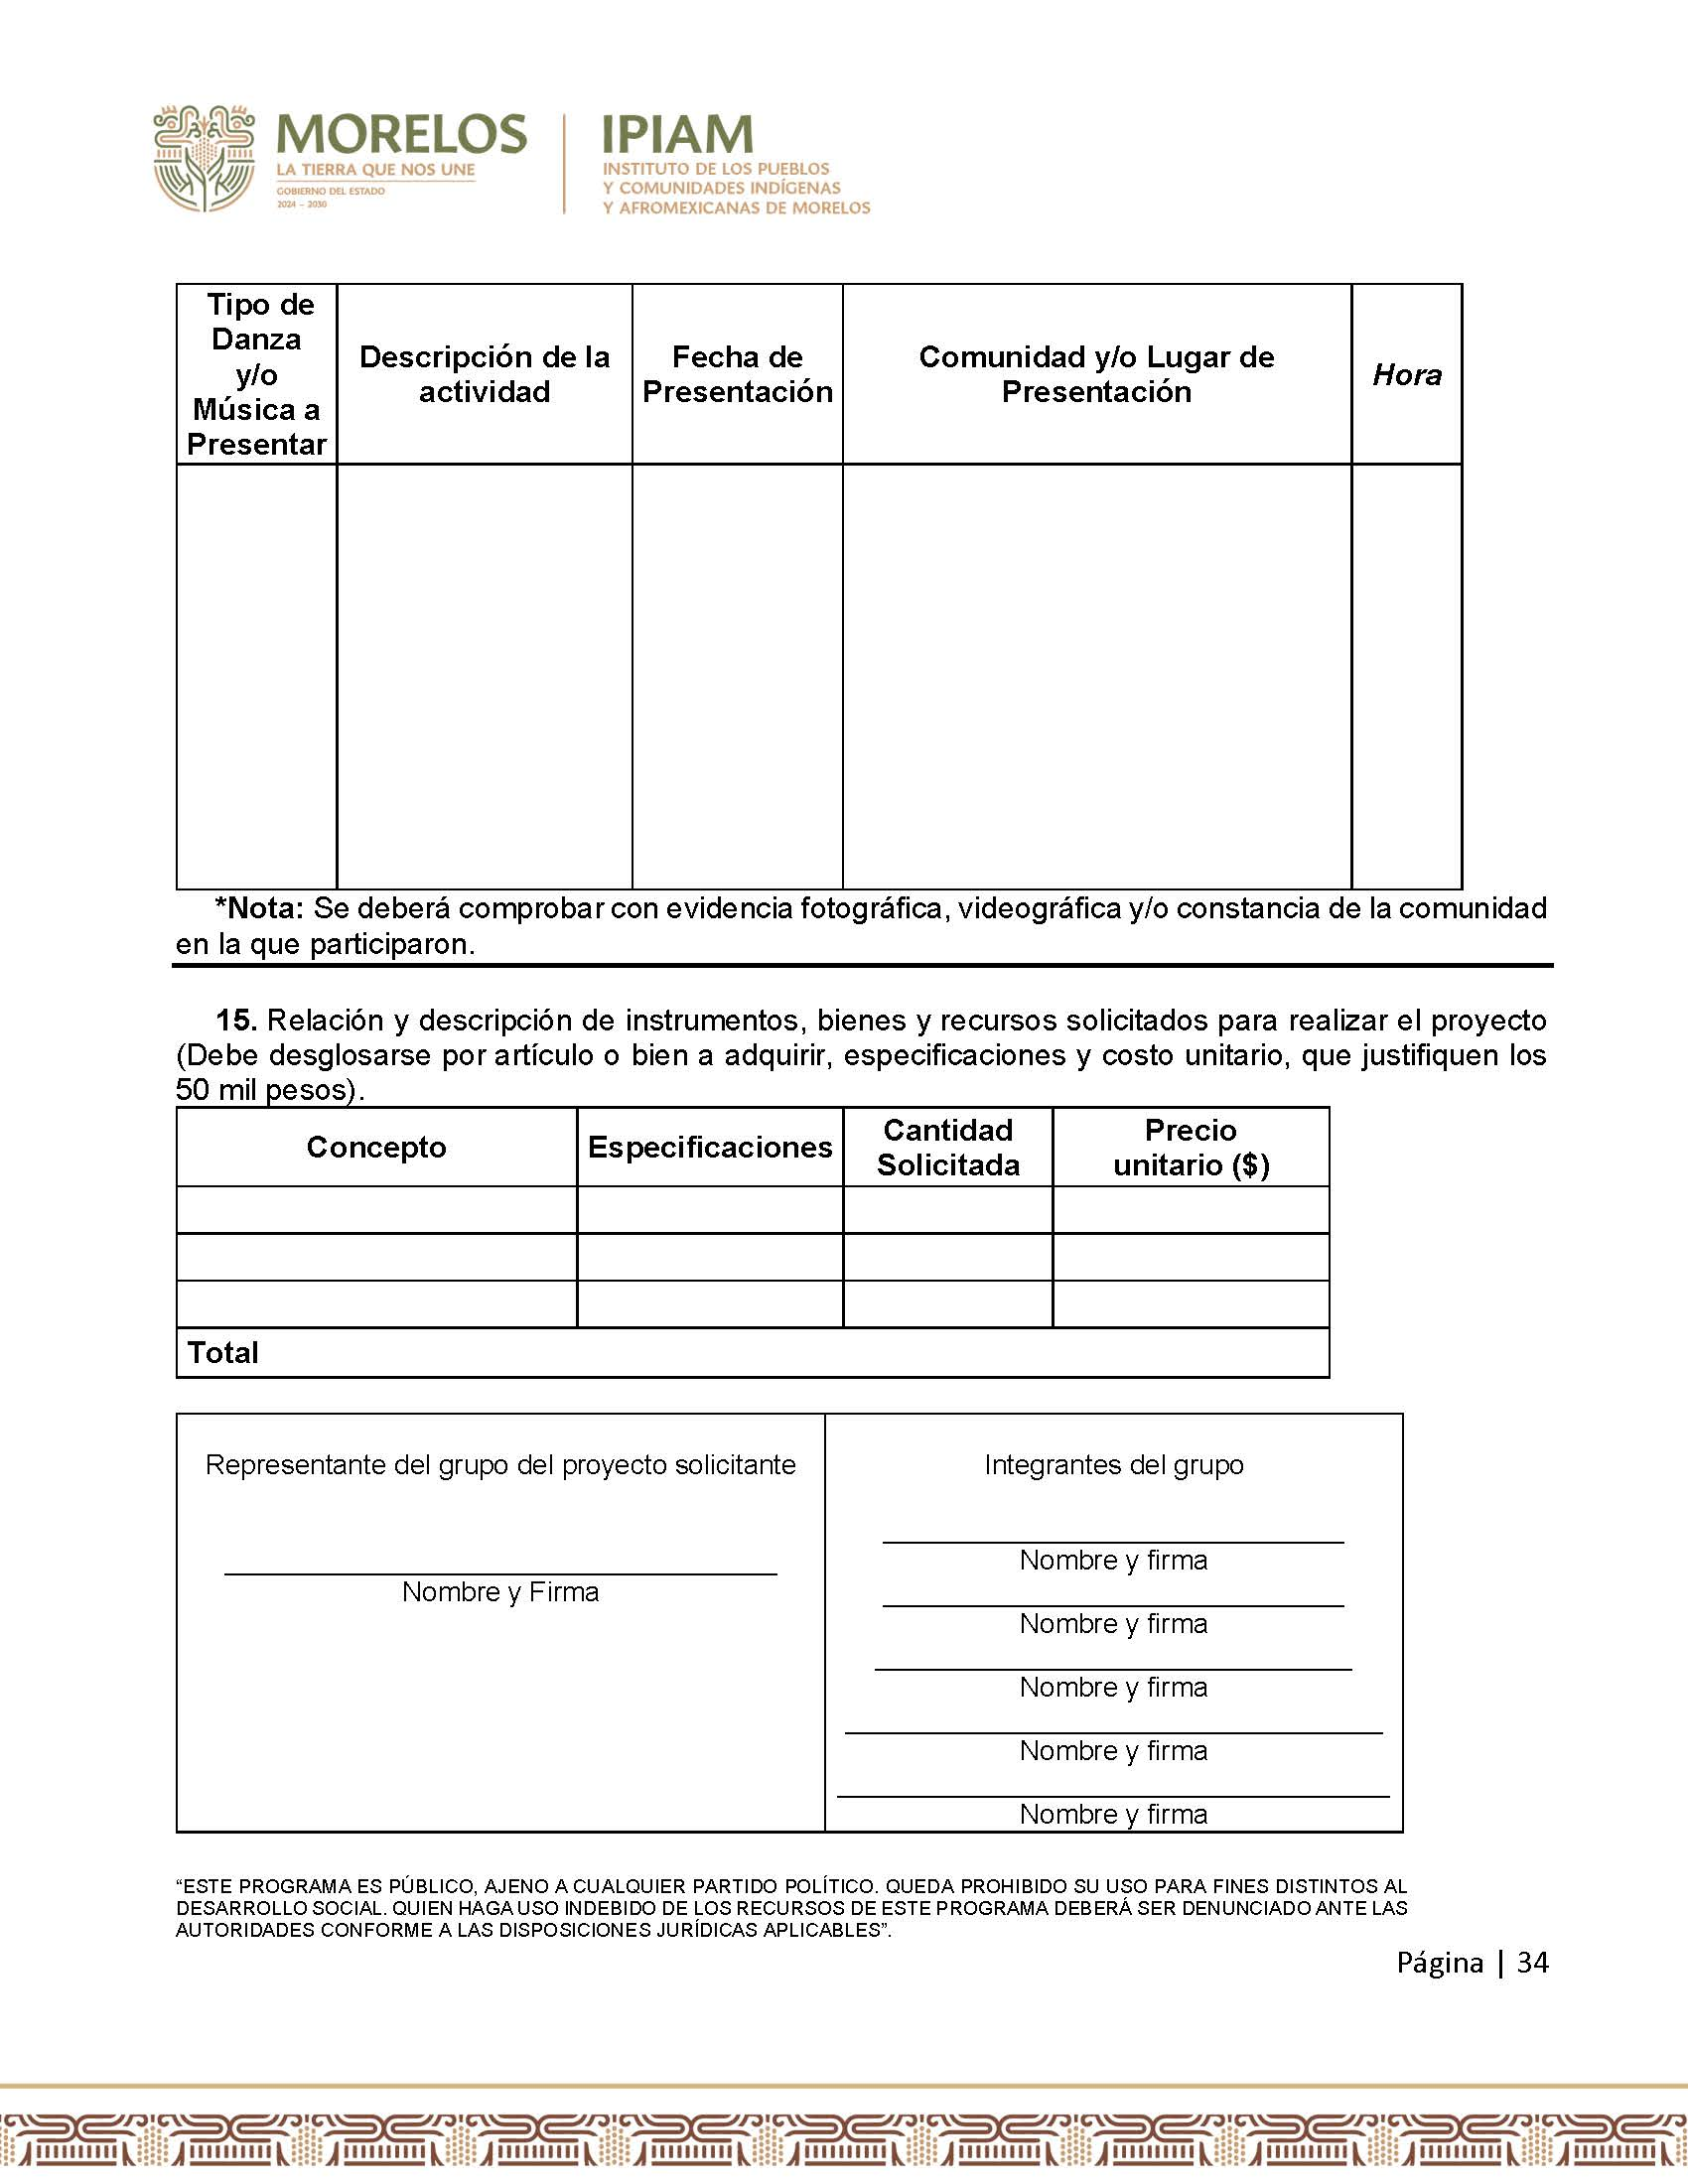 MORELOS
LA TIERRA QUE NOS UNE
GOBIERNO DEL ESTADO
2024 – 2030
IPIAM
INSTITUTO DE LOS PUEBLOS
Y COMUNIDADES INDÍGENAS
Y AFROMEXICANAS DE MORELOS
Tipo de
Danza
y/o
Música a
Presentar
Descripción de la
actividad
Fecha de
Presentación
Comunidad y/o Lugar de
Presentación
Hora
*Nota: Se deberá comprobar con evidencia fotográfica, videográfica y/o constancia de la comunidad
en la que participaron.
15. Relación y descripción de instrumentos, bienes y recursos solicitados para realizar el proyecto
(Debe desglosarse por artículo o bien a adquirir, especificaciones y costo unitario, que justifiquen los
50 mil pesos).
Concepto
Especificaciones
Cantidad
Solicitada
Precio
unitario ($)
Total
Representante del grupo del proyecto solicitante
Nombre y Firma
Integrantes del grupo
Nombre y firma
Nombre y firma
Nombre y firma
Nombre y firma
Nombre y firma
“ESTE PROGRAMA ES PÚBLICO, AJENO A CUALQUIER PARTIDO POLÍTICO. QUEDA PROHIBIDO SU USO PARA FINES DISTINTOS AL
DESARROLLO SOCIAL. QUIEN HAGA USO INDEBIDO DE LOS RECURSOS DE ESTE PROGRAMA DEBERÁ SER DENUNCIADO ANTE LAS
AUTORIDADES CONFORME A LAS DISPOSICIONES JURÍDICAS APLICABLES”.
Página | 34